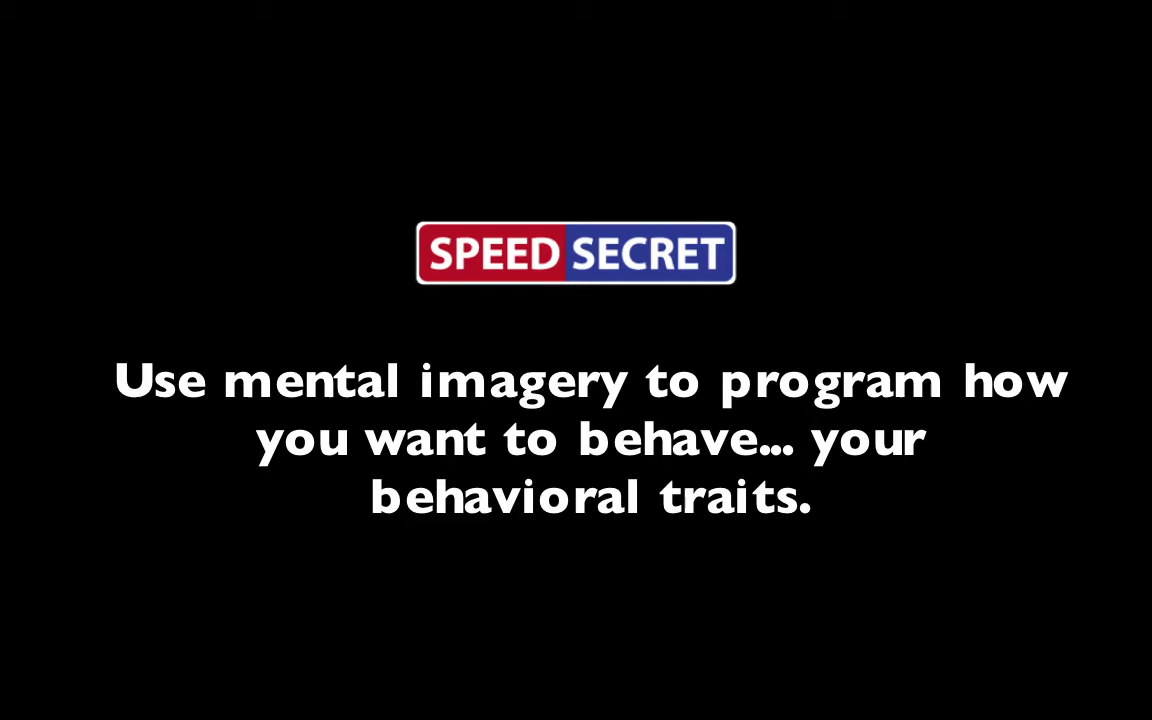 SPEED SECRET
Use mental imagery to program how
you want to behave... your
behavioral traits.